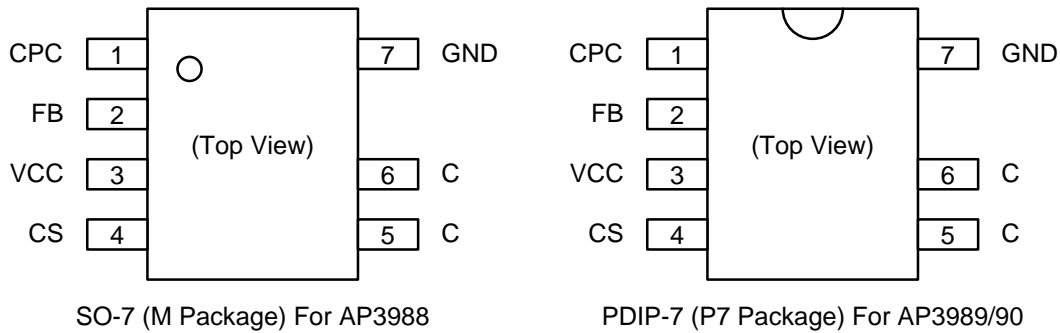 CPC 1 7 GND
FB 2
(Top View)
VCC 3 6 C
CS 4 5 C
SO-7 (M Package) For AP3988
CPC 1 7 GND
FB 2
(Top View)
VCC 3 6 C
CS 4 5 C
PDIP-7 (P7 Package) For AP3989/90